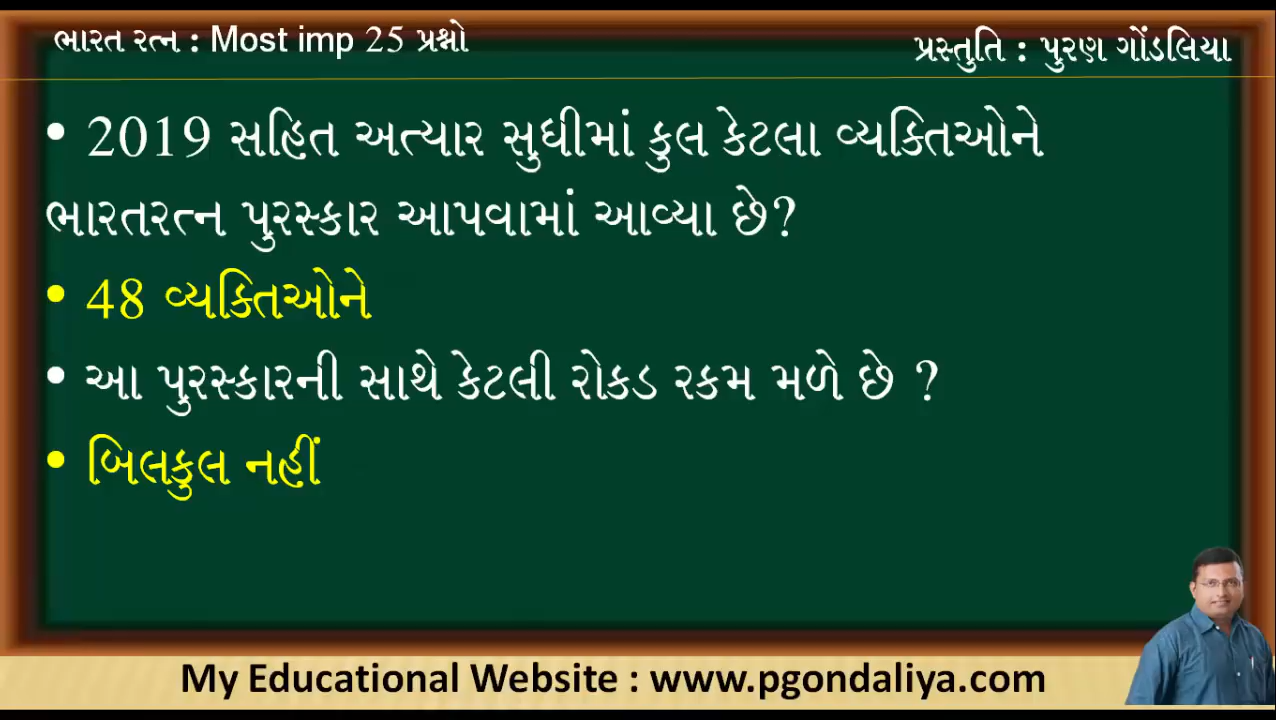 ભારત રત્ન : Most imp 25 પ્રશ્નો
પ્રસ્તુતિ : પુરણ ગોંડલિયા
• 2019 સહિત અત્યાર સુધીમાં કુલ કેટલા વ્યક્તિઓને
ભારતરત્ન પુરસ્કાર આપવામાં આવ્યા છે?
• 48 વ્યક્તિઓને
• આ પુરસ્કારની સાથે કેટલી રોકડ રકમ મળે છે ?
• બિલકુલ નહીં
My Educational Website : www.pgondaliya.com